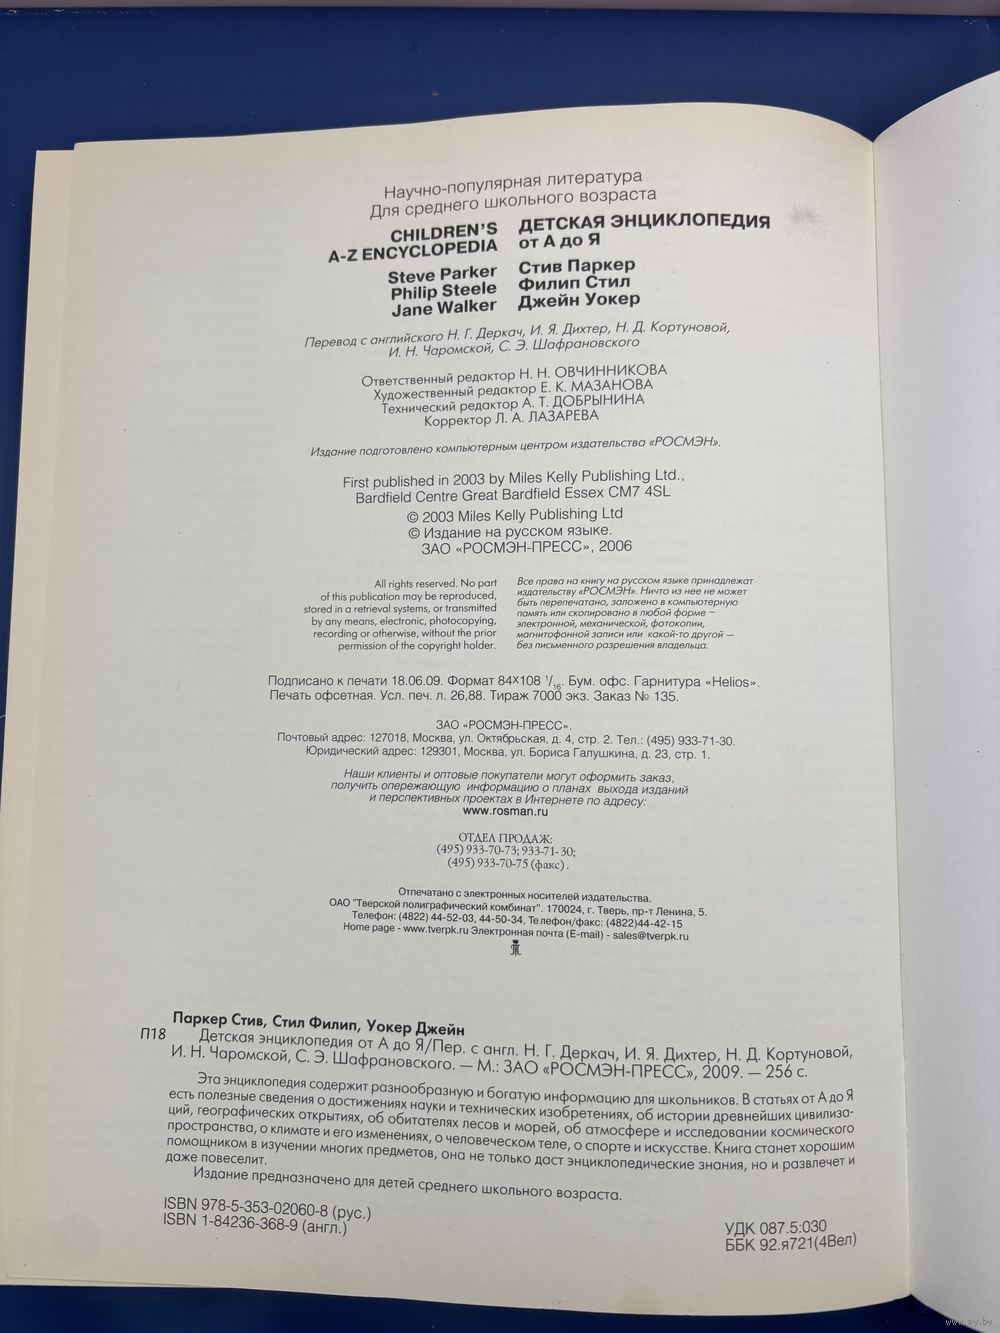 Научно-популярная литература
Для среднего школьного возраста
CHILDREN'S
A-Z ENCYCLOPEDIA
ДЕТСКАЯ ЭНЦИКЛОПЕДИЯ
от А до Я
Steve Parker
Philip Steele
Jane Walker
Стив Паркер
Филип Стил
Джейн Уокер
Перевод с английского Н. Г. Деркач, И. Я. Дихтер, Н. Д. Кортуновой,
И. Н. Чаромской, С. Э. Шафрановского
Ответственный редактор Н. Н. ОВЧИННИКОВА
Художественный редактор Е. К. МАЗАНОВА
Технический редактор А. Т. ДОБРЫНИНА
Корректор Л. А. ЛАЗАРЕВА
Издание подготовлено компьютерным центром издательства «РОСМЭН».
First published in 2003 by Miles Kelly Publishing Ltd.,
Bardfield Centre Great Bardfield Essex CM7 4SL
© 2003 Miles Kelly Publishing Ltd
© Издание на русском языке.
ЗАО «РОСМЭН-ПРЕСС», 2006
All rights reserved. No part
of this publication may be reproduced,
stored in a retrieval systems, or transmitted
by any means, electronic, photocopying,
recording or otherwise, without the prior
permission of the copyright holder.
Все права на книгу на русском языке принадлежат
издательству «РОСМЭН». Ничто из нее не может
быть перепечатано, заложено в компьютерную
память или скопировано в любой форме —
электронной, механической, фотокопии,
магнитофонной записи или какой-то другой —
без письменного разрешения владельца.
Подписано к печати 18.06.09. Формат 84×108 1/16. Бум. офс. Гарнитура «Helios».
Печать офсетная. Усл. печ. л. 26,88. Тираж 7000 экз. Заказ № 135.
ЗАО «РОСМЭН-ПРЕСС».
Почтовый адрес: 127018, Москва, ул. Октябрьская, д. 4, стр. 2. Тел.: (495) 933-71-30.
Юридический адрес: 129301, Москва, ул. Бориса Галушкина, д. 23, стр. 1.
Наши клиенты и оптовые покупатели могут оформить заказ,
получить опережающую информацию о планах выхода изданий
и перспективных проектах в Интернете по адресу:
www.rosman.ru
ОТДЕЛ ПРОДАЖ:
(495) 933-70-73; 933-71-30;
(495) 933-70-75 (факс).
Отпечатано с электронных носителей издательства.
ОАО "Тверской полиграфический комбинат". 170024, г. Тверь, пр-т Ленина, 5.
Телефон: (4822) 44-52-03, 44-50-34, Телефон/факс: (4822)44-42-15
Home page - www.tverpk.ru Электронная почта (E-mail) - sales@tverpk.ru
Паркер Стив, Стил Филип, Уокер Джейн
П18 Детская энциклопедия от А до Я/Пер. с англ. Н. Г. Деркач, И. Я. Дихтер, Н. Д. Кортуновой,
И. Н. Чаромской, С. Э. Шафрановского. — М.: ЗАО «РОСМЭН-ПРЕСС», 2009. — 256 с.
Эта энциклопедия содержит разнообразную и богатую информацию для школьников. В статьях от А до Я
есть полезные сведения о достижениях науки и технических изобретениях, об истории древнейших цивилиза-
ций, географических открытиях, об обитателях лесов и морей, об атмосфере и исследовании космического
пространства, о климате и его изменениях, о человеческом теле, о спорте и искусстве. Книга станет хорошим
помощником в изучении многих предметов, она не только даст энциклопедические знания, но и развлечет и
даже повеселит.
Издание предназначено для детей среднего школьного возраста.
ISBN 978-5-353-02060-8 (рус.)
ISBN 1-84236-368-9 (англ.)
УДК 087.5:030
ББК 92.я721(4Вел)
www.ay.by